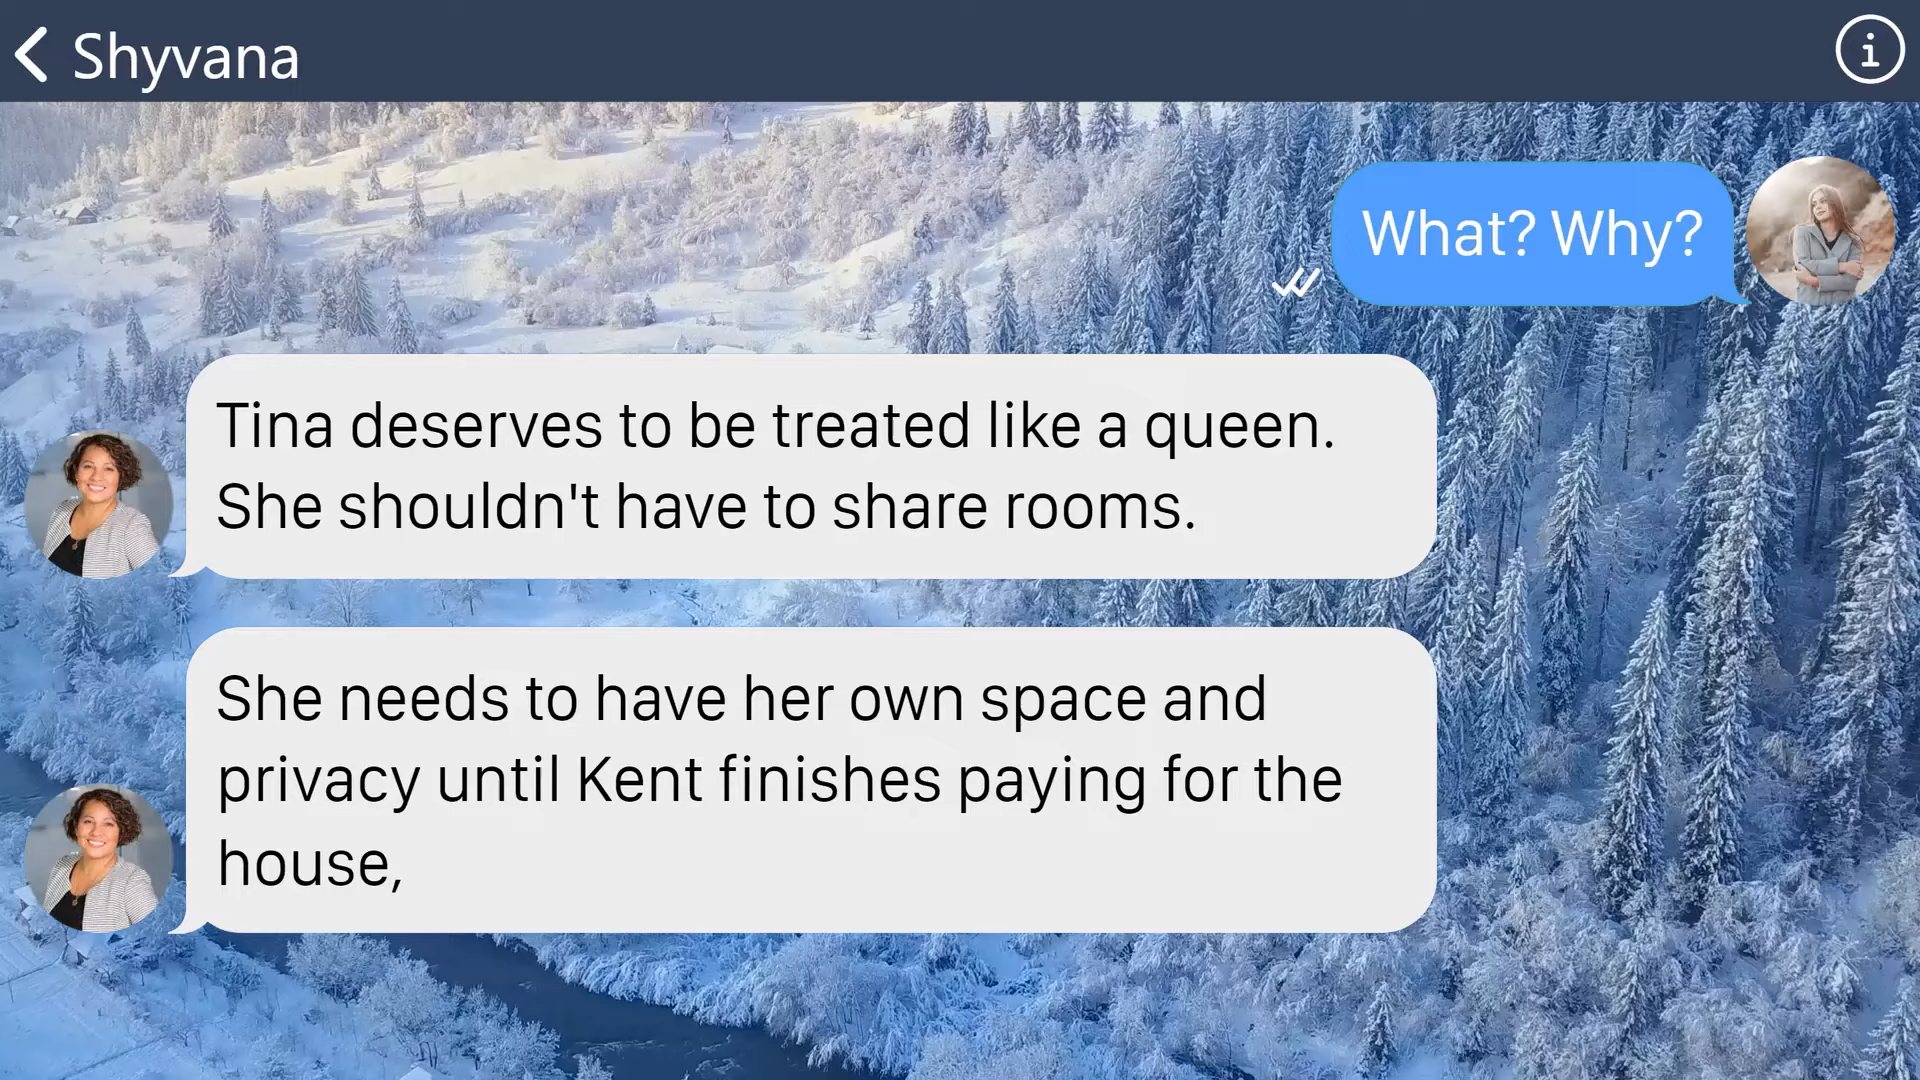 Shyvana
What? Why?
Tina deserves to be treated like a queen.
She shouldn't have to share rooms.
She needs to have her own space and
privacy until Kent finishes paying for the
house,